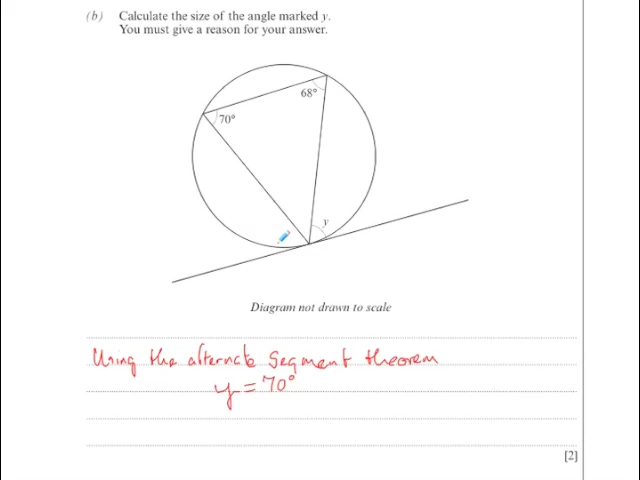 (b) Calculate the size of the angle marked y.
You must give a reason for your answer.
68°
70°
y
Diagram not drawn to scale
Using the alternate segment theorem
y = 70°
[2]